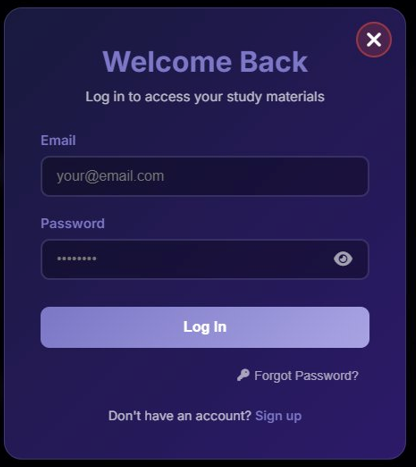 Welcome Back
Log in to access your study materials
Email
your@email.com
Password
••••••••
Log In
Forgot Password?
Don't have an account? Sign up